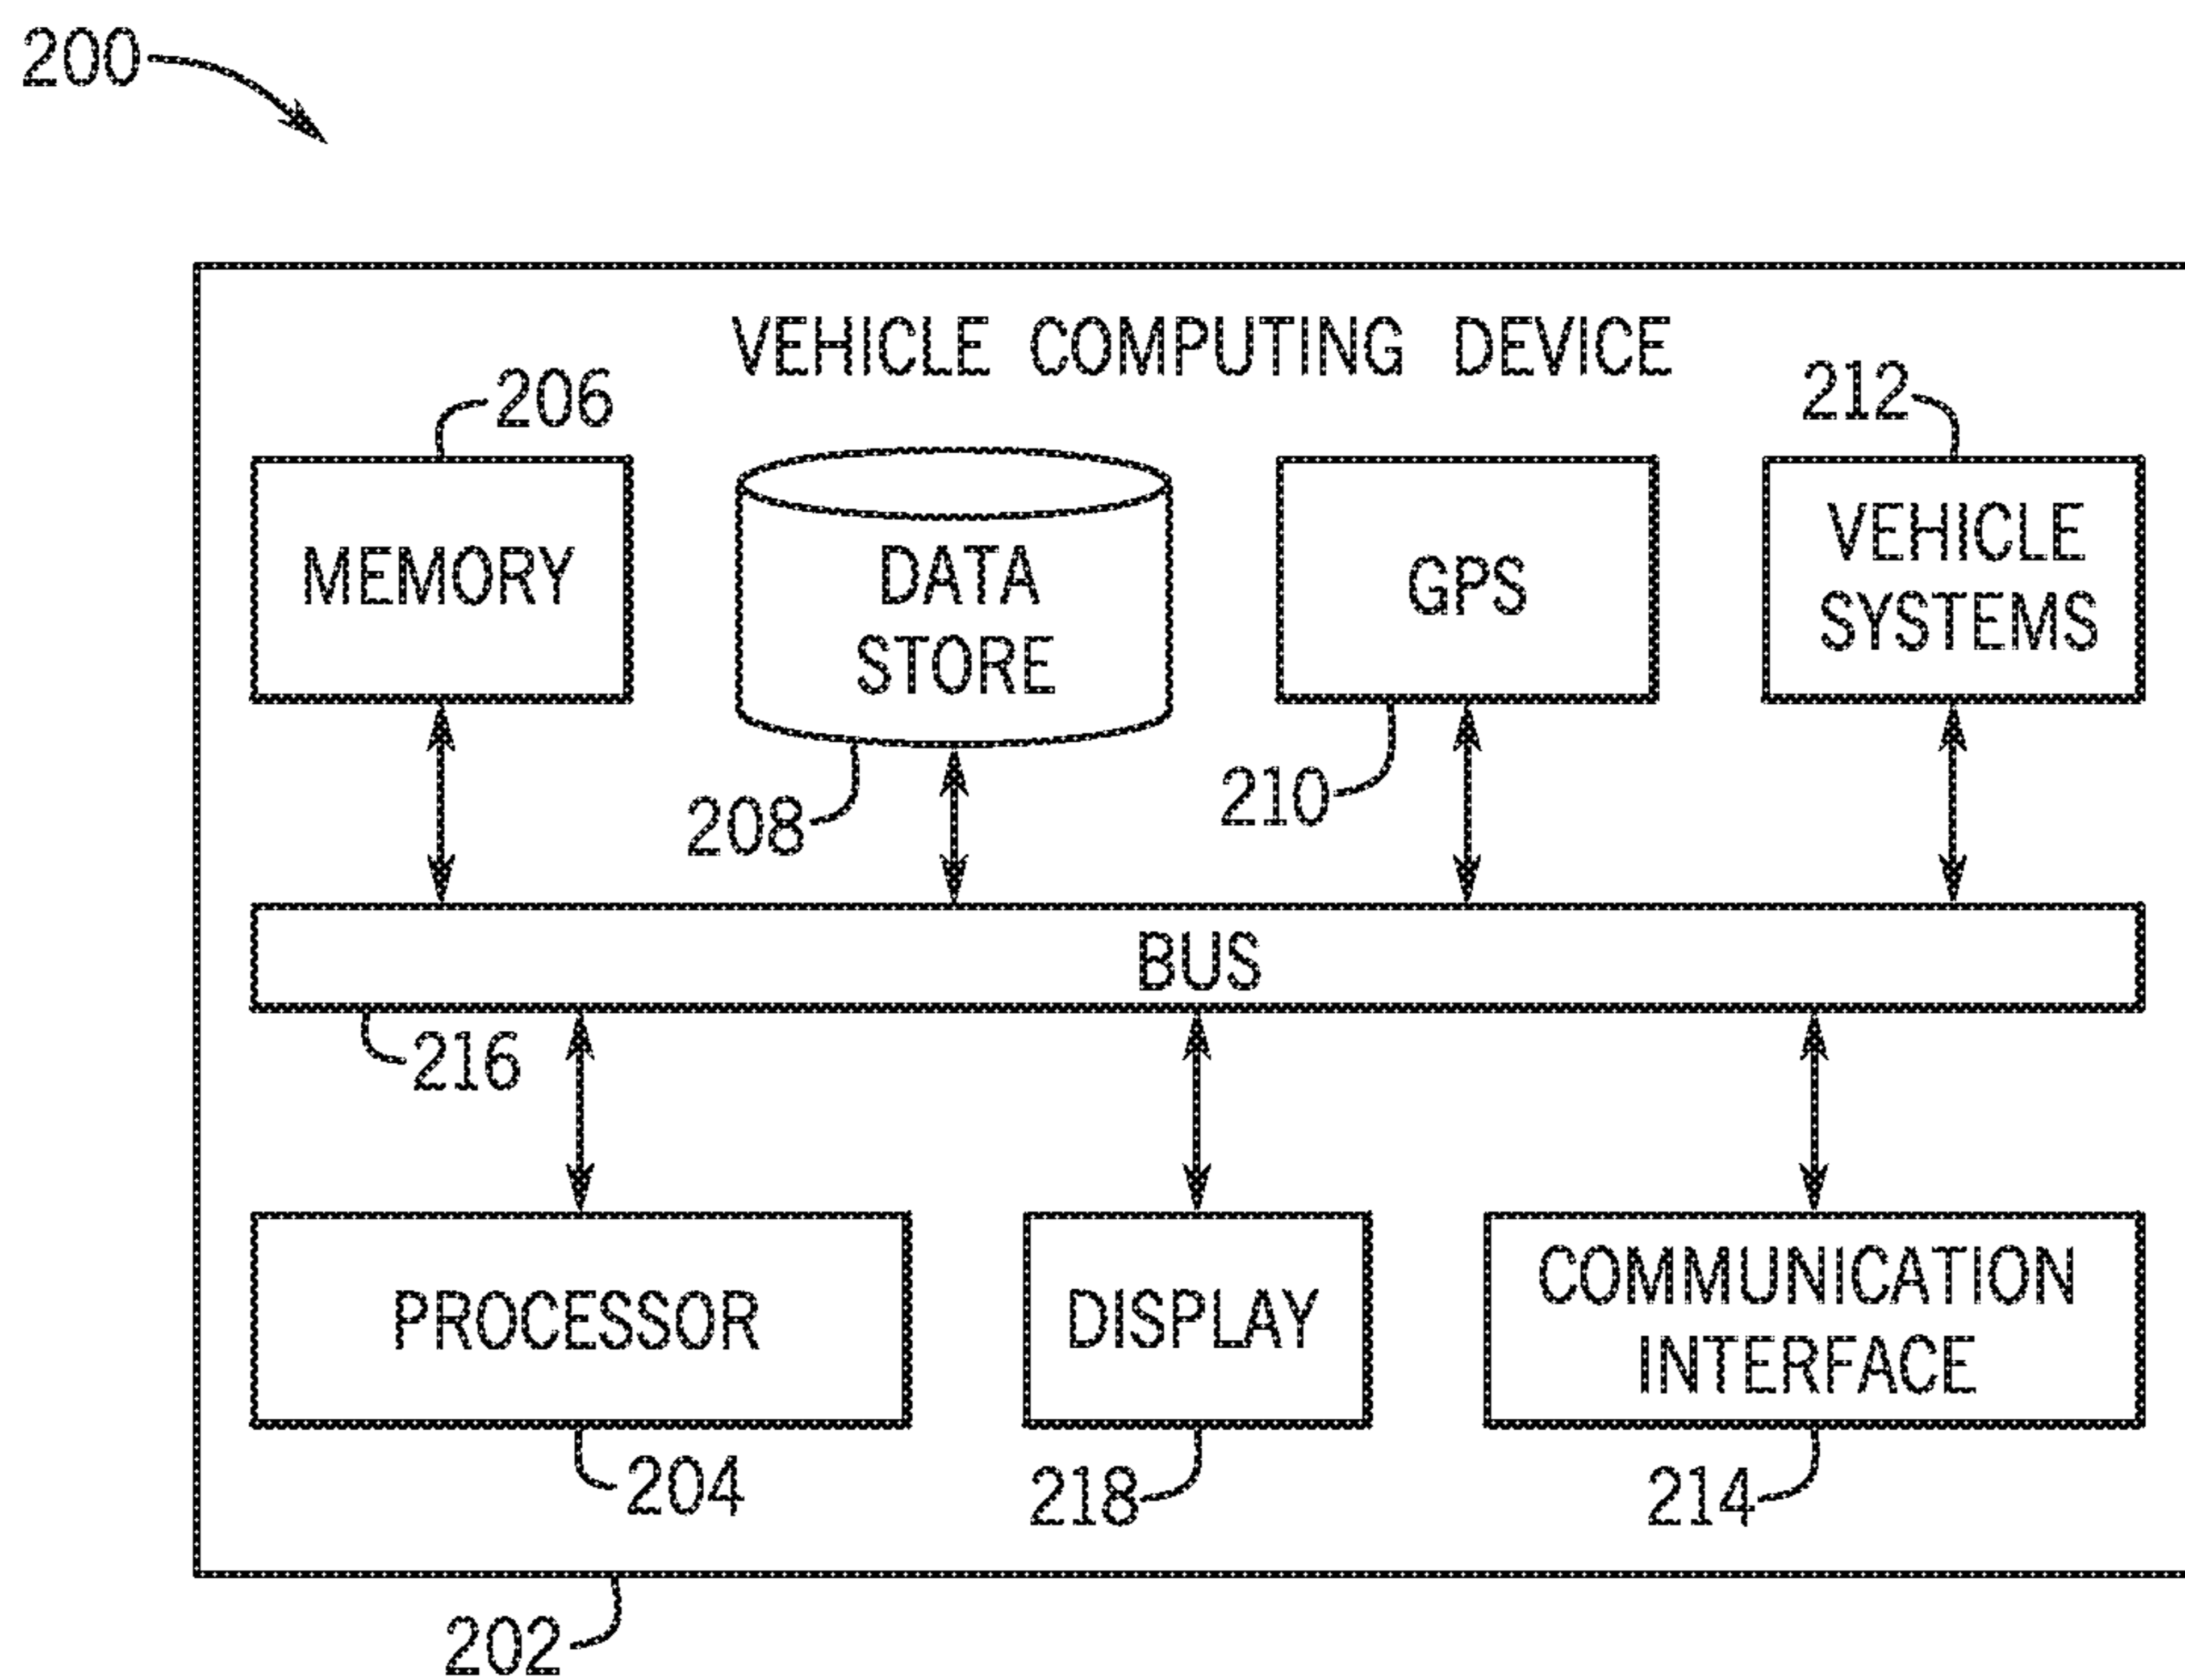 200
VEHICLE COMPUTING DEVICE
206
212
MEMORY
DATA
STORE
GPS
VEHICLE
SYSTEMS
208
210
BUS
216
PROCESSOR
DISPLAY
COMMUNICATION
INTERFACE
204
218
214
202